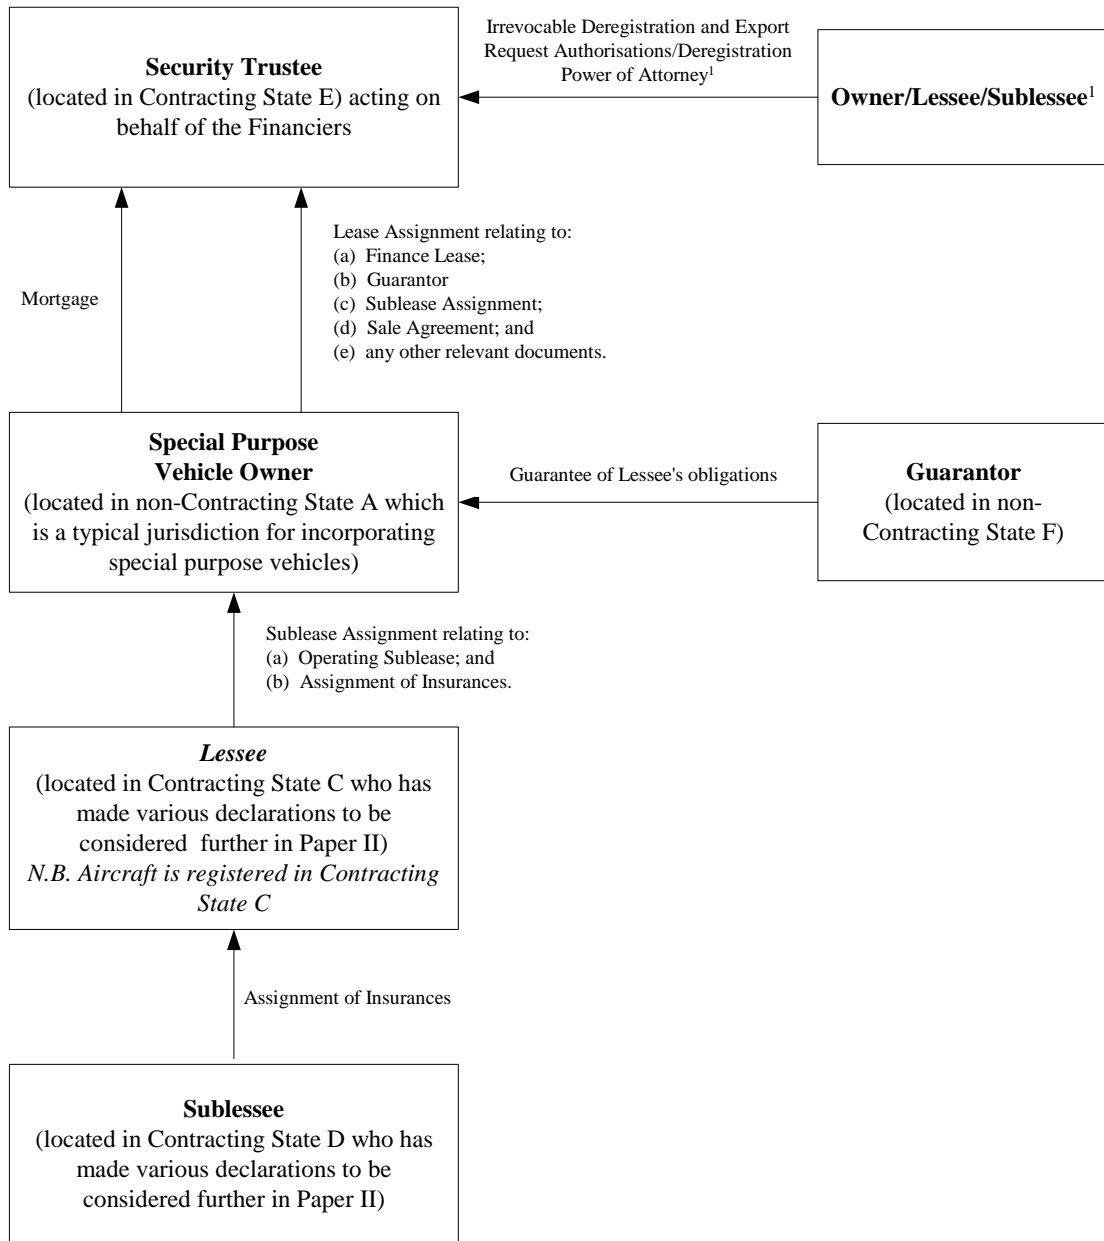 Irrevocable Deregistration and Export
Request Authorisations/Deregistration
Power of Attorney¹
Security Trustee
(located in Contracting State E) acting on
behalf of the Financiers
Owner/Lessee/Sublessee¹
Mortgage
Lease Assignment relating to:
(a) Finance Lease;
(b) Guarantor
(c) Sublease Assignment;
(d) Sale Agreement; and
(e) any other relevant documents.
Special Purpose
Vehicle Owner
(located in non-Contracting State A which
is a typical jurisdiction for incorporating
special purpose vehicles)
Guarantee of Lessee's obligations
Guarantor
(located in non-
Contracting State F)
Sublease Assignment relating to:
(a) Operating Sublease; and
(b) Assignment of Insurances.
Lessee
(located in Contracting State C who has
made various declarations to be
considered further in Paper II)
N.B. Aircraft is registered in Contracting
State C
Assignment of Insurances
Sublessee
(located in Contracting State D who has
made various declarations to be
considered further in Paper II)